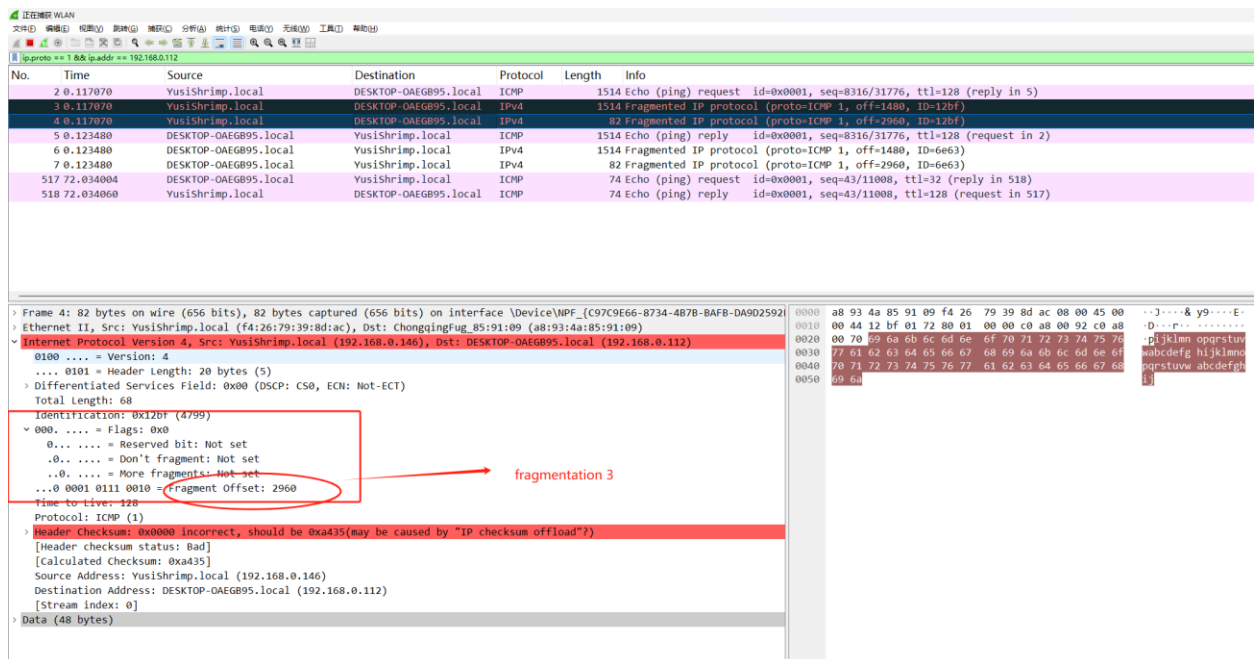 正在捕获 WLAN
文件(F) 编辑(E) 视图(V) 跳转(G) 捕获(C) 分析(A) 统计(S) 电话(Y) 无线(W) 工具(T) 帮助(H)
ip.proto == 1 && ip.addr == 192.168.0.112
No. Time Source Destination Protocol Length Info
2 0.117070 YusiShrimp.local DESKTOP-OAEGB95.local ICMP 1514 Echo (ping) request id=0x0001, seq=8316/31776, ttl=128 (reply in 5)
3 0.117070 YusiShrimp.local DESKTOP-OAEGB95.local IPv4 1514 Fragmented IP protocol (proto=ICMP 1, off=1480, ID=12bf)
4 0.117070 YusiShrimp.local DESKTOP-OAEGB95.local IPv4 82 Fragmented IP protocol (proto=ICMP 1, off=2960, ID=12bf)
5 0.123480 DESKTOP-OAEGB95.local YusiShrimp.local ICMP 1514 Echo (ping) reply id=0x0001, seq=8316/31776, ttl=128 (request in 2)
6 0.123480 DESKTOP-OAEGB95.local YusiShrimp.local IPv4 1514 Fragmented IP protocol (proto=ICMP 1, off=1480, ID=6e63)
7 0.123480 DESKTOP-OAEGB95.local YusiShrimp.local IPv4 82 Fragmented IP protocol (proto=ICMP 1, off=2960, ID=6e63)
517 72.034004 DESKTOP-OAEGB95.local YusiShrimp.local ICMP 74 Echo (ping) request id=0x0001, seq=43/11008, ttl=32 (reply in 518)
518 72.034060 YusiShrimp.local DESKTOP-OAEGB95.local ICMP 74 Echo (ping) reply id=0x0001, seq=43/11008, ttl=128 (request in 517)
Frame 4: 82 bytes on wire (656 bits), 82 bytes captured (656 bits) on interface \Device\NPF_{C97C9E66-8734-4B7B-BAFB-DA9D2592
Ethernet II, Src: YusiShrimp.local (f4:26:79:39:8d:ac), Dst: ChongqingFug_85:91:09 (a8:93:4a:85:91:09)
Internet Protocol Version 4, Src: YusiShrimp.local (192.168.0.146), Dst: DESKTOP-OAEGB95.local (192.168.0.112)
0100 .... = Version: 4
.... 0101 = Header Length: 20 bytes (5)
Differentiated Services Field: 0x00 (DSCP: CS0, ECN: Not-ECT)
Total Length: 68
Identification: 0x12bf (4799)
000. .... = Flags: 0x0
0... .... = Reserved bit: Not set
.0.. .... = Don't fragment: Not set
..0. .... = More fragments: Not set
...0 0001 0111 0010 = Fragment Offset: 2960
Time to Live: 128
Protocol: ICMP (1)
Header Checksum: 0x0000 incorrect, should be 0xa435(may be caused by "IP checksum offload"?)
[Header checksum status: Bad]
[Calculated Checksum: 0xa435]
Source Address: YusiShrimp.local (192.168.0.146)
Destination Address: DESKTOP-OAEGB95.local (192.168.0.112)
[Stream index: 0]
Data (48 bytes)
fragmentation 3
0000 a8 93 4a 85 91 09 f4 26 79 39 8d ac 08 00 45 00 ··J····& y9····E·
0010 00 44 12 bf 01 72 80 01 00 00 c0 a8 00 92 c0 a8 ·D···r·· ········
0020 00 70 69 6a 6b 6c 6d 6e 6f 70 71 72 73 74 75 76 ·pijklmn opqrstuv
0030 77 61 62 63 64 65 66 67 68 69 6a 6b 6c 6d 6e 6f wabcdefg hijklmno
0040 70 71 72 73 74 75 76 77 61 62 63 64 65 66 67 68 pqrstuvw abcdefgh
0050 69 6a ij